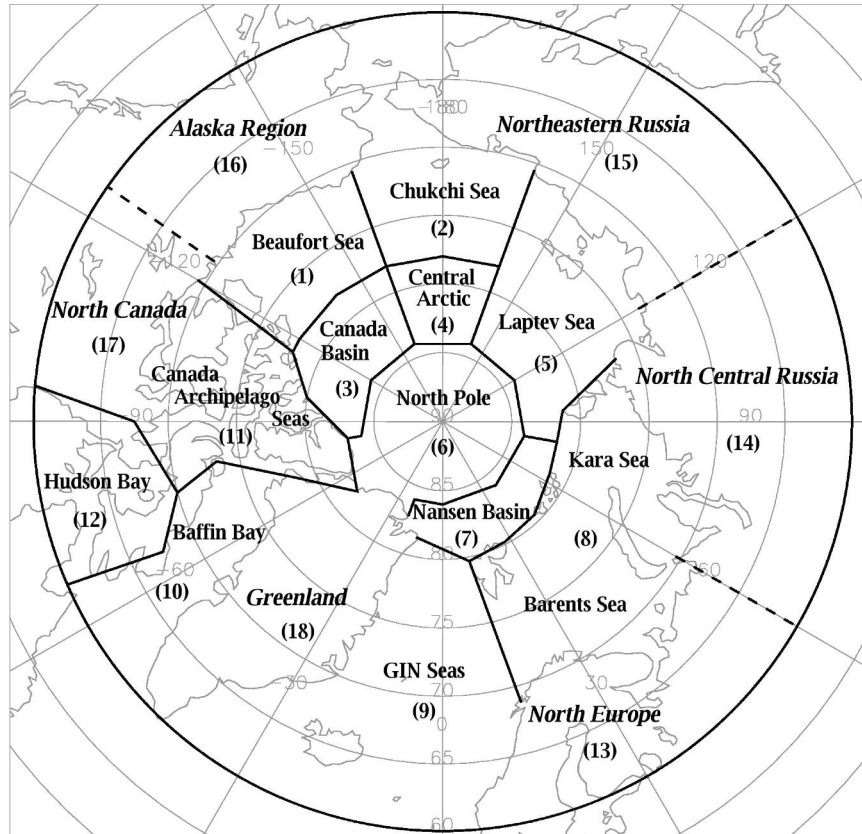 -180
180
Alaska Region
(16)
-150
Northeastern Russia
150
(15)
Chukchi Sea
(2)
Beaufort Sea
(1)
120
120
Central
Arctic
(4)
North Canada
(17)
Canada
Basin
(3)
Laptev Sea
(5)
Canada
Archipelago
Seas
(11)
North Pole
90
(6)
North Central Russia
90
90
(14)
Hudson Bay
(12)
Kara Sea
85
Nansen Basin
(7)
(8)
Baffin Bay
(10)
-60
80
60
Greenland
(18)
Barents Sea
75
GIN Seas
(9)
-30
30
70
0
North Europe
(13)
65
60